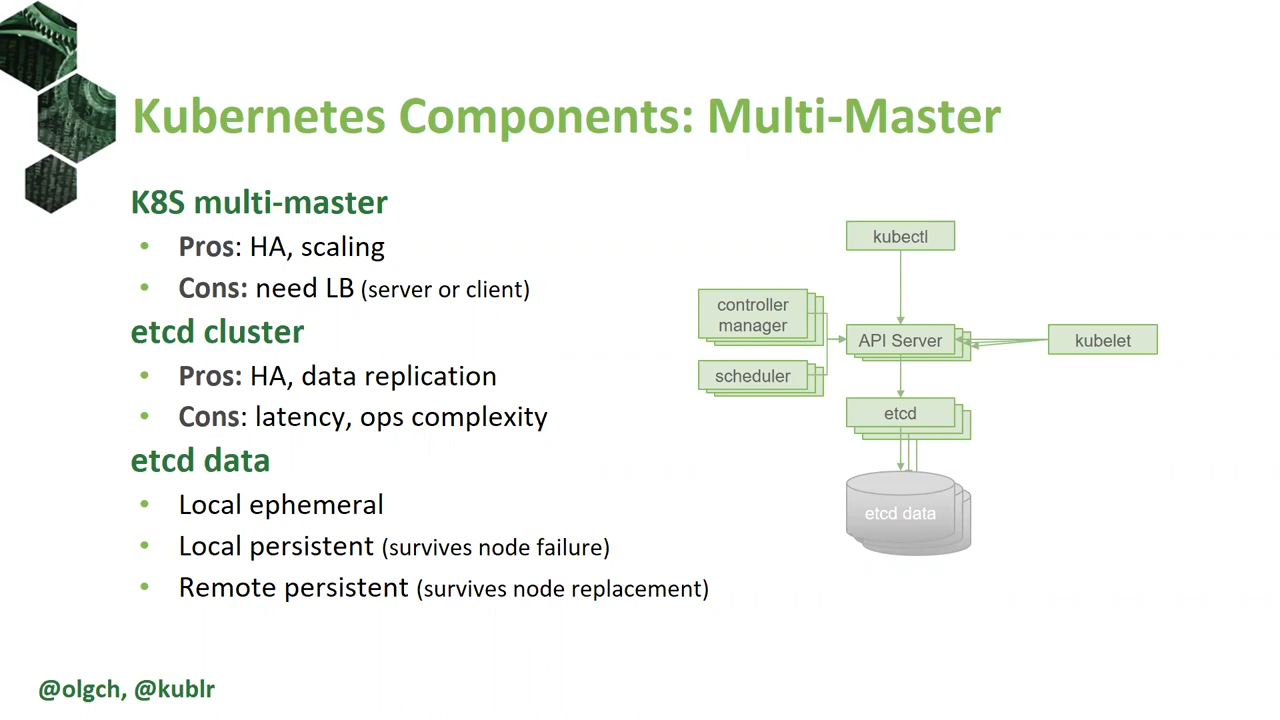 Kubernetes Components: Multi-Master
K8S multi-master
• Pros: HA, scaling
• Cons: need LB (server or client)
etcd cluster
• Pros: HA, data replication
• Cons: latency, ops complexity
etcd data
• Local ephemeral
• Local persistent (survives node failure)
• Remote persistent (survives node replacement)
kubectl
controller
manager
API Server
kubelet
scheduler
etcd
etcd data
@olgch, @kublr